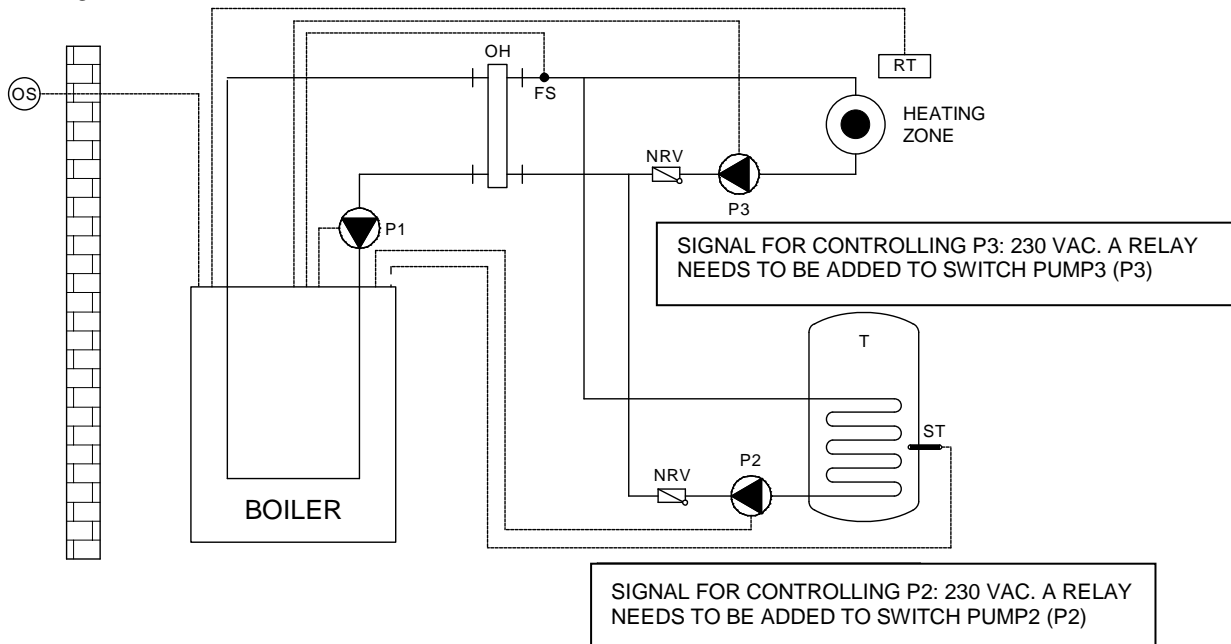 OH
RT
OS
FS
HEATING
ZONE
NRV
P3
P1
SIGNAL FOR CONTROLLING P3: 230 VAC. A RELAY
NEEDS TO BE ADDED TO SWITCH PUMP3 (P3)
T
ST
P2
NRV
BOILER
SIGNAL FOR CONTROLLING P2: 230 VAC. A RELAY
NEEDS TO BE ADDED TO SWITCH PUMP2 (P2)